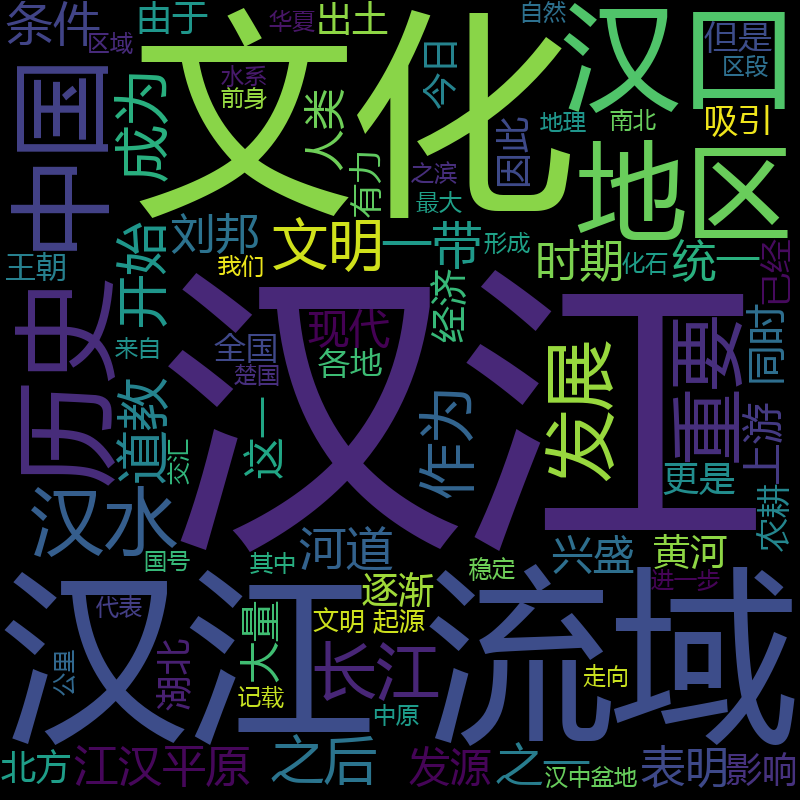 条件
由于
华夏
出土
自然
区域
文化
汉口
但是
区段
水系
前身
今日
人类
中国
成为
因此
地理
南北
吸引
地区
有力
之滨
最大
刘邦
文明
一带
形成
时期
化石
统一
已经
王朝
开始
我们
历史
汉江
来自
全国
楚国
现代
各地
经济
发展
重要
同时
道教
交汇
这一
作为
上游
更是
农耕
汉水
河道
兴盛
黄河
国号
其中
稳定
进一步
汉江 流域
代表
逐渐
文明 起源
大量
长江
湖北
公里
记载
中原
走向
北方
江汉平原
之后
发源
之一
汉中盆地
表明
影响